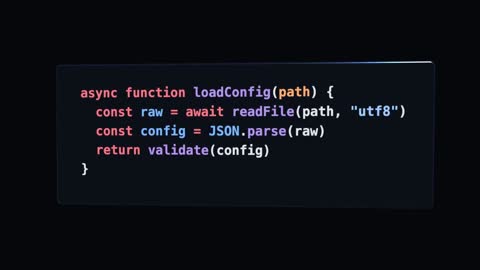 async function loadConfig(path) {
  const raw = await readFile(path, "utf8")
  const config = JSON.parse(raw)
  return validate(config)
}